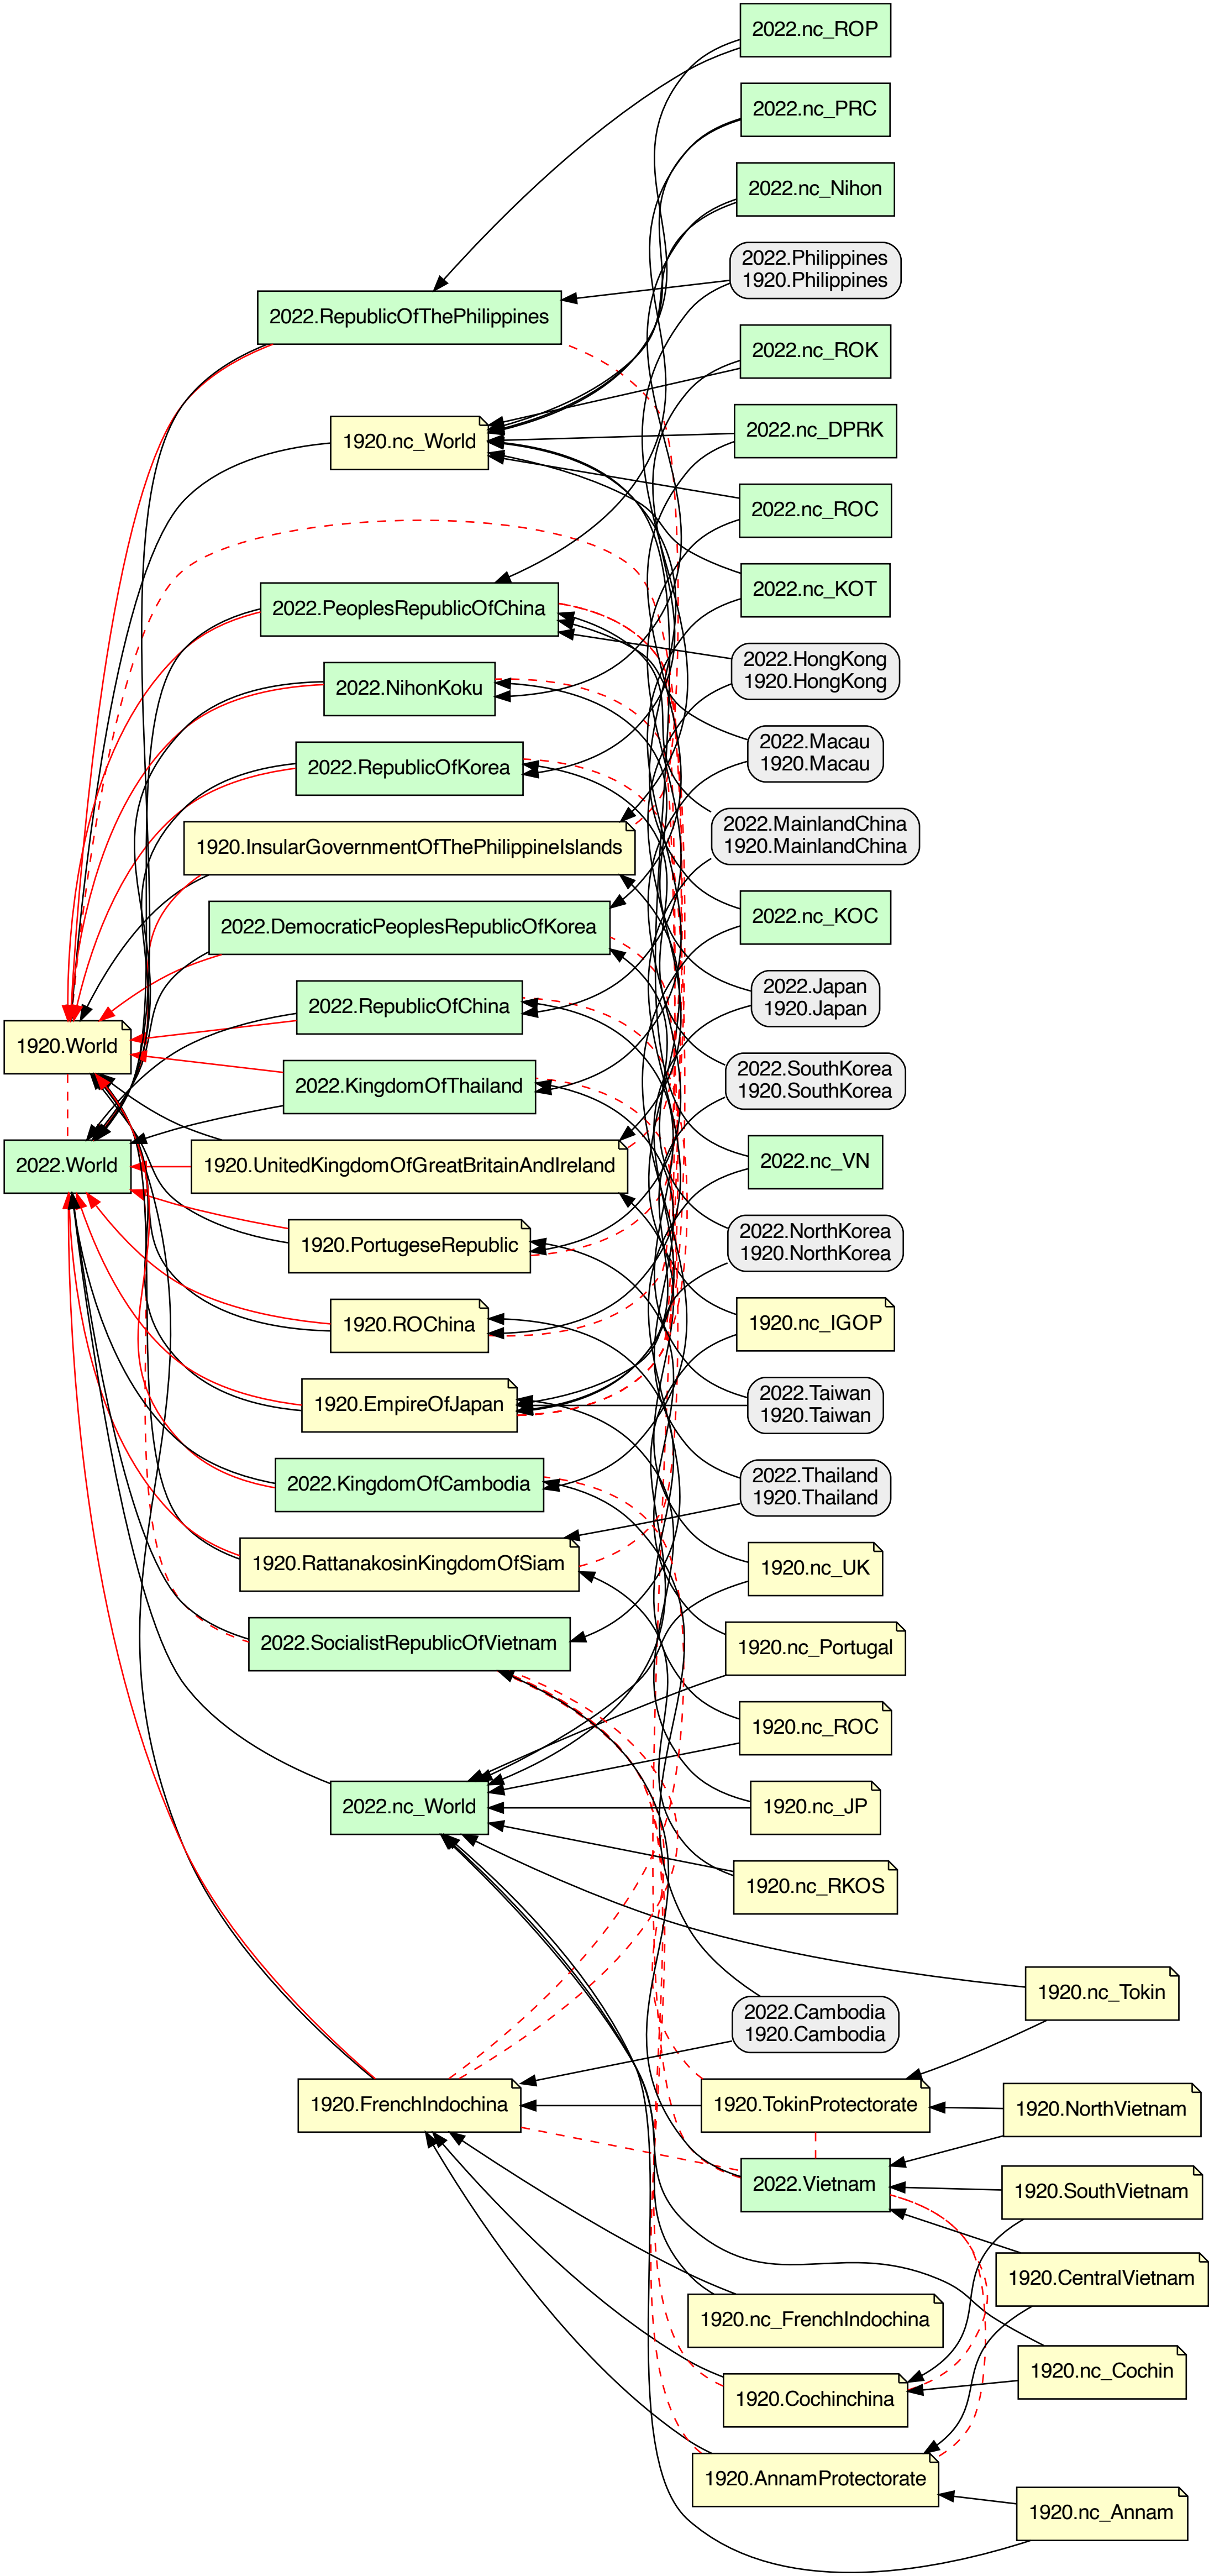 2022.nc_ROP
2022.nc_PRC
2022.nc_Nihon
2022.Philippines
1920.Philippines
2022.RepublicOfThePhilippines
2022.nc_ROK
2022.nc_DPRK
1920.nc_World
2022.nc_ROC
2022.nc_KOT
2022.PeoplesRepublicOfChina
2022.HongKong
1920.HongKong
2022.NihonKoku
2022.Macau
1920.Macau
2022.RepublicOfKorea
2022.MainlandChina
1920.MainlandChina
1920.InsularGovernmentOfThePhilippineIslands
2022.nc_KOC
2022.DemocraticPeoplesRepublicOfKorea
2022.Japan
1920.Japan
2022.RepublicOfChina
1920.World
2022.SouthKorea
1920.SouthKorea
2022.KingdomOfThailand
2022.nc_VN
2022.World
1920.UnitedKingdomOfGreatBritainAndIreland
2022.NorthKorea
1920.NorthKorea
1920.PortugeseRepublic
1920.nc_IGOP
1920.ROChina
2022.Taiwan
1920.Taiwan
1920.EmpireOfJapan
2022.Thailand
1920.Thailand
2022.KingdomOfCambodia
1920.nc_UK
1920.RattanakosinKingdomOfSiam
1920.nc_Portugal
2022.SocialistRepublicOfVietnam
1920.nc_ROC
1920.nc_JP
2022.nc_World
1920.nc_RKOS
1920.nc_Tokin
2022.Cambodia
1920.Cambodia
1920.FrenchIndochina
1920.TokinProtectorate
1920.NorthVietnam
2022.Vietnam
1920.SouthVietnam
1920.CentralVietnam
1920.nc_FrenchIndochina
1920.nc_Cochin
1920.Cochinchina
1920.AnnamProtectorate
1920.nc_Annam